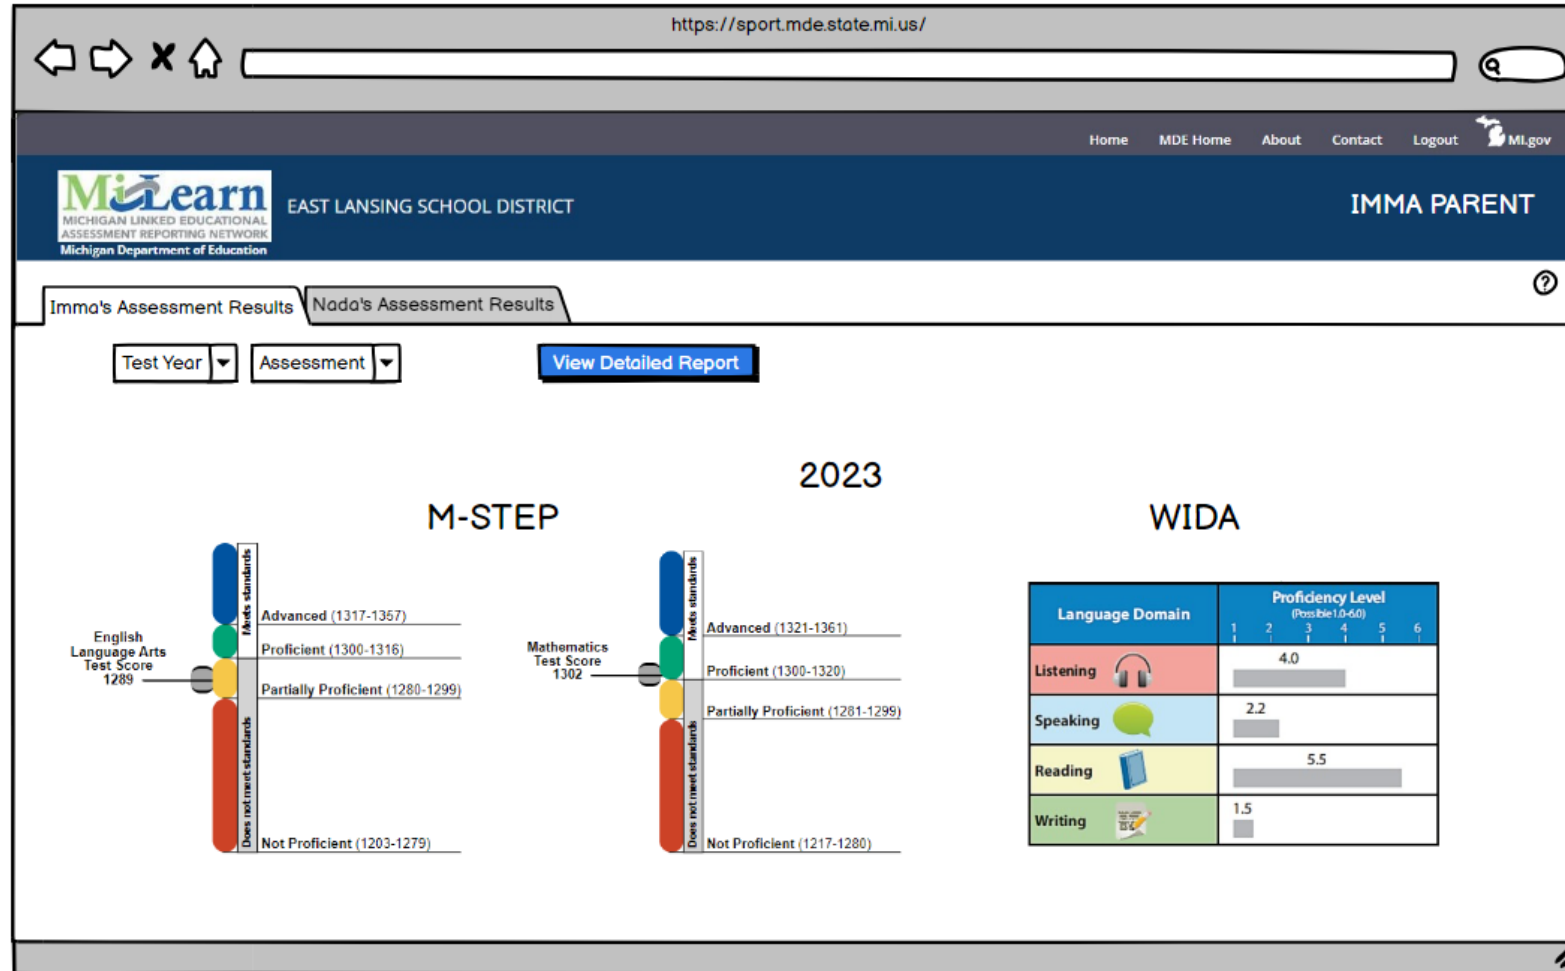 https://sport.mde.state.mi.us/
Home MDE Home About Contact Logout MI.gov
MiLearn
MICHIGAN LINKED EDUCATIONAL
ASSESSMENT REPORTING NETWORK
Michigan Department of Education
EAST LANSING SCHOOL DISTRICT
IMMA PARENT
Imma's Assessment Results
Nada's Assessment Results
?
Test Year
Assessment
View Detailed Report
2023
M-STEP
English
Language Arts
Test Score
1289
Meets standards
Does not meet standards
Advanced (1317-1357)
Proficient (1300-1316)
Partially Proficient (1280-1299)
Not Proficient (1203-1279)
Mathematics
Test Score
1302
Meets standards
Does not meet standards
Advanced (1321-1361)
Proficient (1300-1320)
Partially Proficient (1281-1299)
Not Proficient (1217-1280)
WIDA
Language Domain
Proficiency Level
(Possible 1.0-6.0)
1 2 3 4 5 6
Listening 4.0
Speaking 2.2
Reading 5.5
Writing 1.5